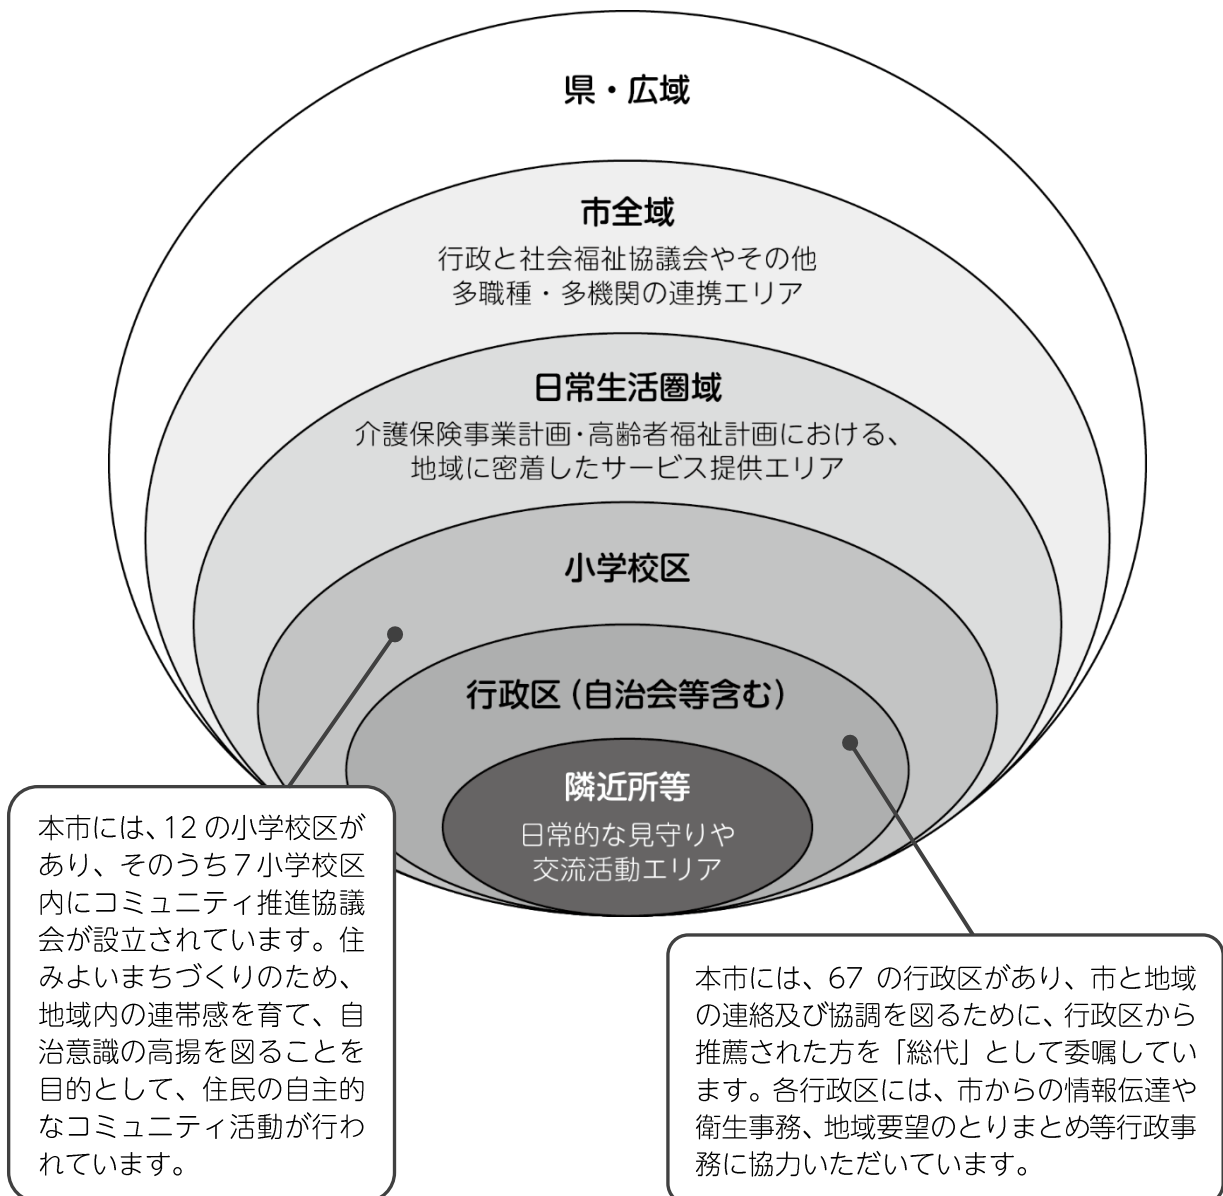 県・広域
市全域
行政と社会福祉協議会やその他
多職種・多機関の連携エリア
日常生活圏域
介護保険事業計画・高齢者福祉計画における、
地域に密着したサービス提供エリア
小学校区
行政区（自治会等含む）
隣近所等
日常的な見守りや
交流活動エリア
本市には、12 の小学校区が
あり、そのうち７小学校区
内にコミュニティ推進協議
会が設立されています。住
みよいまちづくりのため、
地域内の連帯感を育て、自
治意識の高揚を図ることを
目的として、住民の自主的
なコミュニティ活動が行わ
れています。
本市には、67 の行政区があり、市と地域
の連絡及び協調を図るために、行政区から
推薦された方を「総代」として委嘱してい
ます。各行政区には、市からの情報伝達や
衛生事務、地域要望のとりまとめ等行政事
務に協力いただいています。